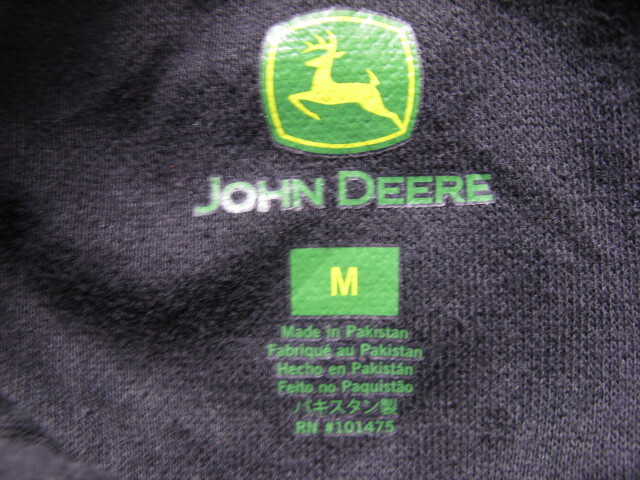 JOHN DEERE
M
Made in Pakistan
Fabriqué au Pakistan
Hecho en Pakistán
Feito no Paquistão
パキスタン製
RN #101475